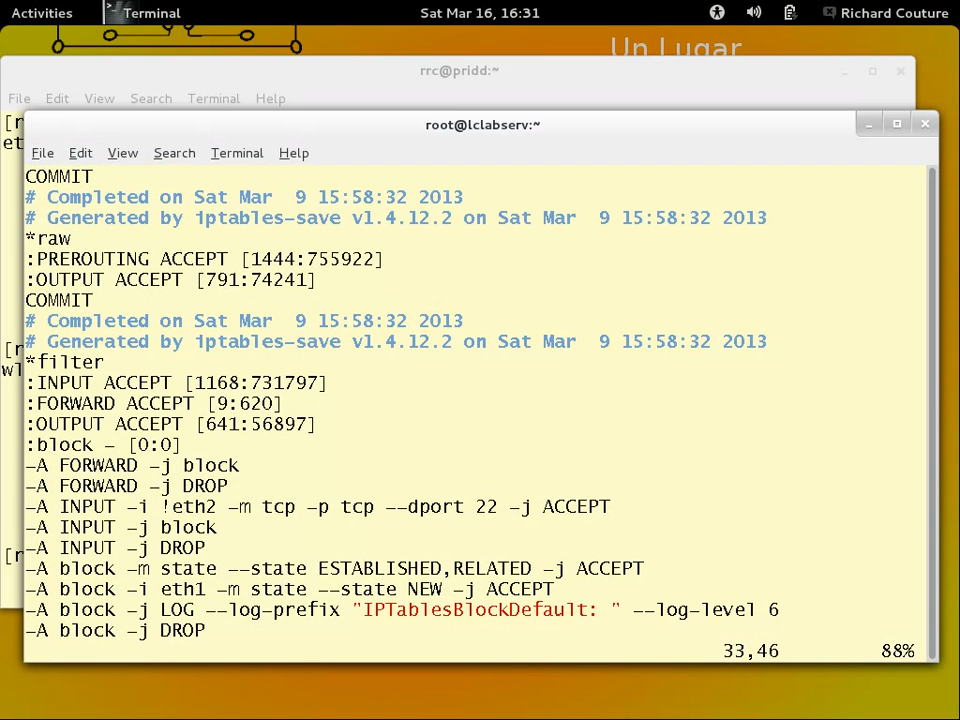 Activities Terminal Sat Mar 16, 16:31 Richard Couture
Un Lugar
rrc@pridd:~
File Edit View Search Terminal Help
[r
et
root@lclabserv:~
File Edit View Search Terminal Help
COMMIT
# Completed on Sat Mar  9 15:58:32 2013
# Generated by iptables-save v1.4.12.2 on Sat Mar  9 15:58:32 2013
*raw
:PREROUTING ACCEPT [1444:755922]
:OUTPUT ACCEPT [791:74241]
COMMIT
# Completed on Sat Mar  9 15:58:32 2013
# Generated by iptables-save v1.4.12.2 on Sat Mar  9 15:58:32 2013
[r
*filter
wl
:INPUT ACCEPT [1168:731797]
:FORWARD ACCEPT [9:620]
:OUTPUT ACCEPT [641:56897]
:block - [0:0]
-A FORWARD -j block
-A FORWARD -j DROP
-A INPUT -i !eth2 -m tcp -p tcp --dport 22 -j ACCEPT
-A INPUT -j block
-A INPUT -j DROP
[r
-A block -m state --state ESTABLISHED,RELATED -j ACCEPT
-A block -i eth1 -m state --state NEW -j ACCEPT
-A block -j LOG --log-prefix "IPTablesBlockDefault: " --log-level 6
-A block -j DROP
33,46 88%